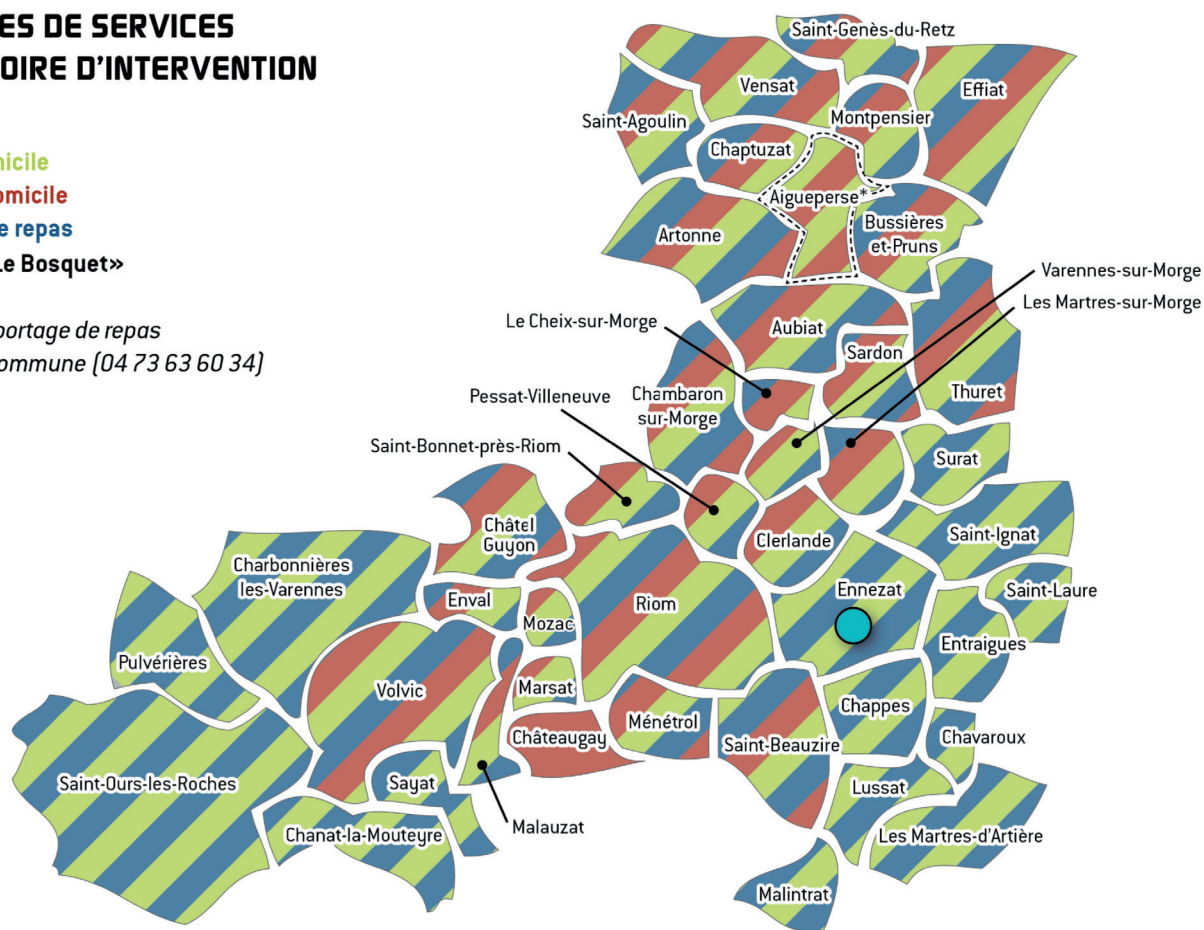 ES DE SERVICES
OIRE D'INTERVENTION
nicile
omicile
e repas
Le Bosquet»
portage de repas
ommune (04 73 63 60 34)
Saint-Genès-du-Retz
Vensat
Effiat
Saint-Agoulin
Montpensier
Chaptuzat
Aigueperse*
Artonne
Bussières
et-Pruns
Varennes-sur-Morge
Les Martres-sur-Morge
Le Cheix-sur-Morge
Aubiat
Sardon
Thuret
Pessat-Villeneuve
Chambaron
sur-Morge
Saint-Bonnet-près-Riom
Surat
Châtel
Guyon
Clerlande
Saint-Ignat
Charbonnières
les-Varennes
Ennezat
Saint-Laure
Enval
Mozac
Riom
Entraigues
Pulvérières
Volvic
Marsat
Chappes
Ménétrol
Châteaugay
Saint-Beauzire
Chavaroux
Saint-Ours-les-Roches
Sayat
Lussat
Malauzat
Chanat-la-Mouteyre
Les Martres-d'Artière
Malintrat